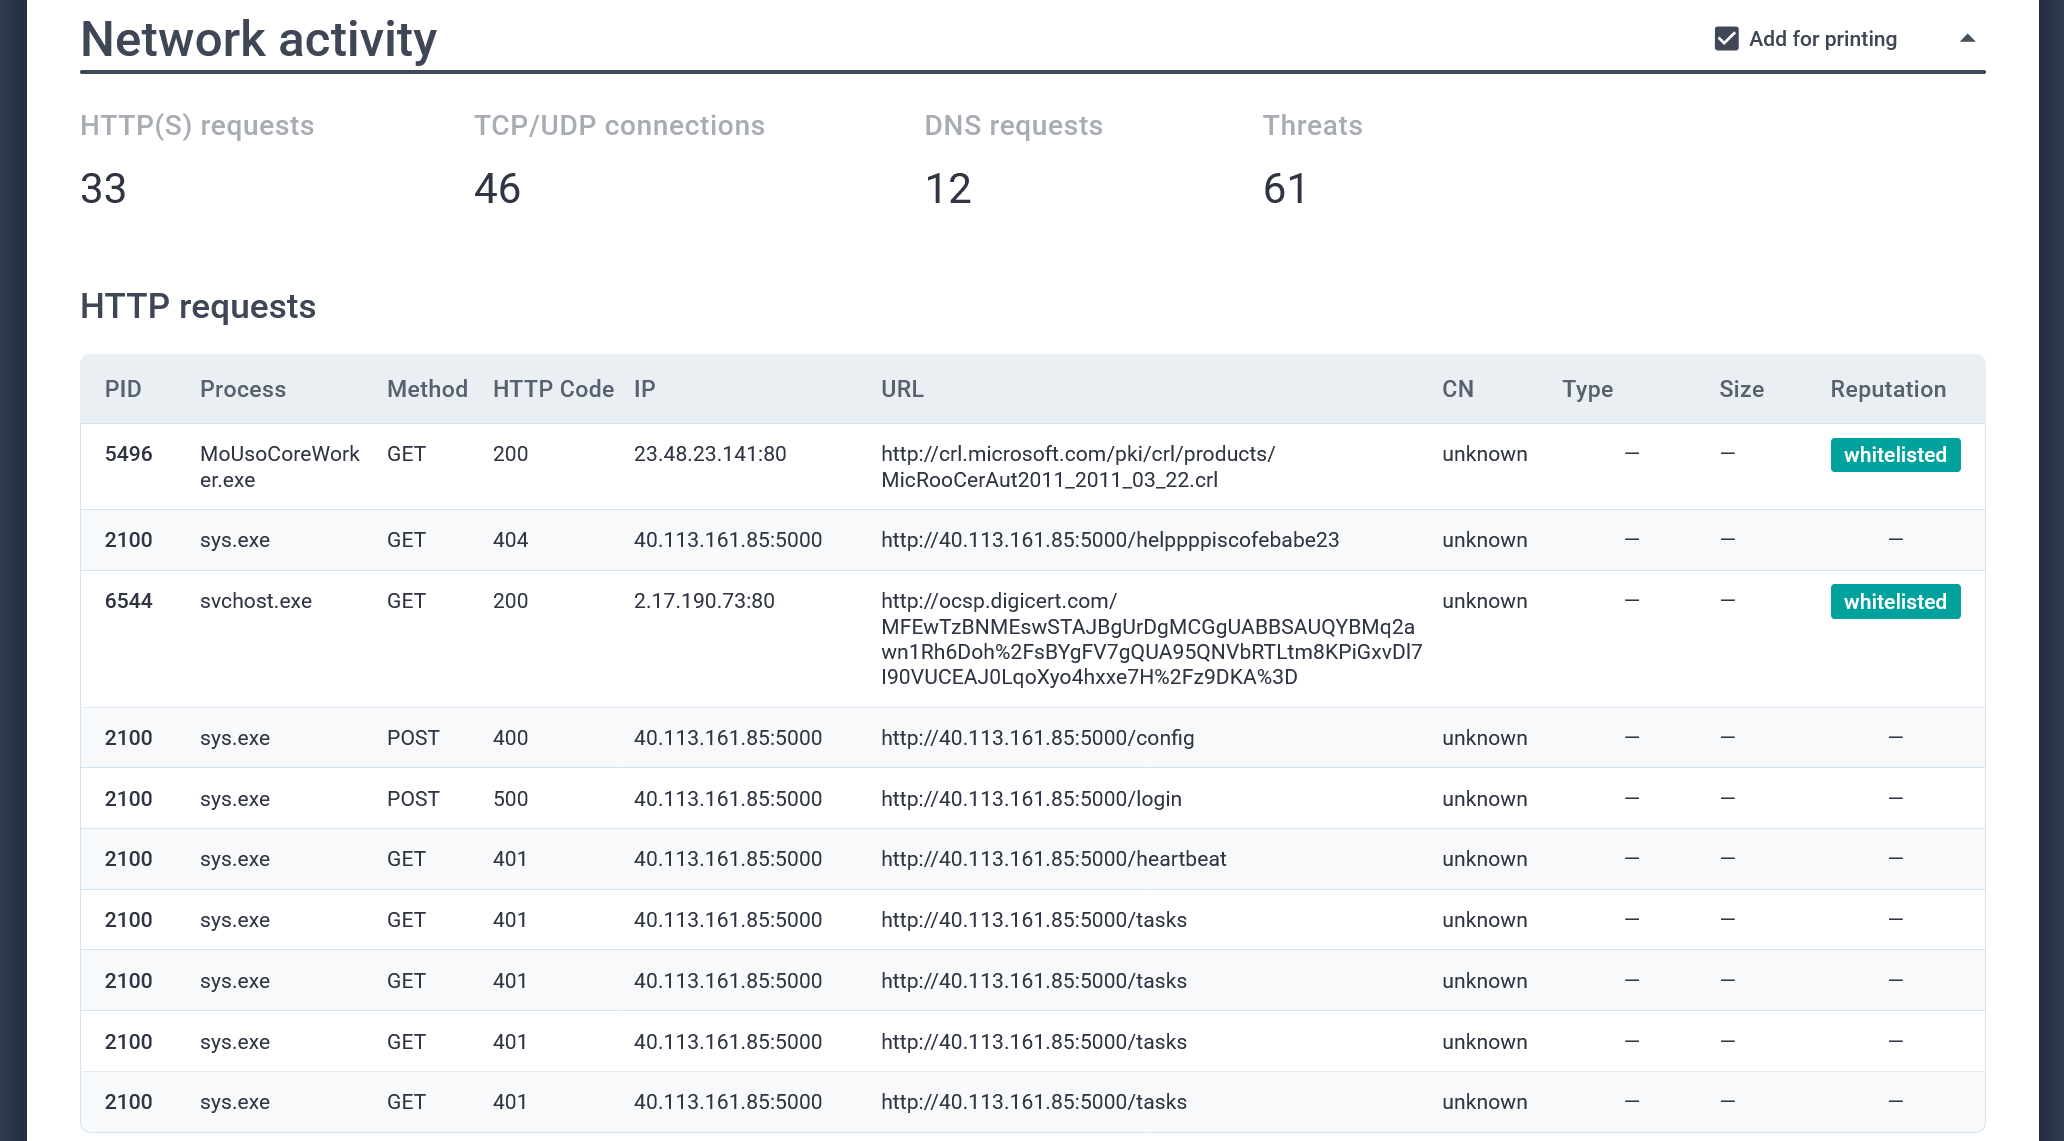 Network activity
Add for printing
HTTP(S) requests TCP/UDP connections DNS requests Threats
33 46 12 61
HTTP requests
PID Process Method HTTP Code IP URL CN Type Size Reputation
5496 MoUsoCoreWork GET 200 23.48.23.141:80 http://crl.microsoft.com/pki/crl/products/ unknown — — whitelisted
er.exe MicRooCerAut2011_2011_03_22.crl
2100 sys.exe GET 404 40.113.161.85:5000 http://40.113.161.85:5000/helppppiscofebabe23 unknown — — —
6544 svchost.exe GET 200 2.17.190.73:80 http://ocsp.digicert.com/ unknown — — whitelisted
MFEwTzBNMEswSTAJBgUrDgMCGgUABBSAUQYBMq2a
wn1Rh6Doh%2FsBYgFV7gQUA95QNVbRTLtm8KPiGxvDl7
I90VUCEAJ0LqoXyo4hxxe7H%2Fz9DKA%3D
2100 sys.exe POST 400 40.113.161.85:5000 http://40.113.161.85:5000/config unknown — — —
2100 sys.exe POST 500 40.113.161.85:5000 http://40.113.161.85:5000/login unknown — — —
2100 sys.exe GET 401 40.113.161.85:5000 http://40.113.161.85:5000/heartbeat unknown — — —
2100 sys.exe GET 401 40.113.161.85:5000 http://40.113.161.85:5000/tasks unknown — — —
2100 sys.exe GET 401 40.113.161.85:5000 http://40.113.161.85:5000/tasks unknown — — —
2100 sys.exe GET 401 40.113.161.85:5000 http://40.113.161.85:5000/tasks unknown — — —
2100 sys.exe GET 401 40.113.161.85:5000 http://40.113.161.85:5000/tasks unknown — — —